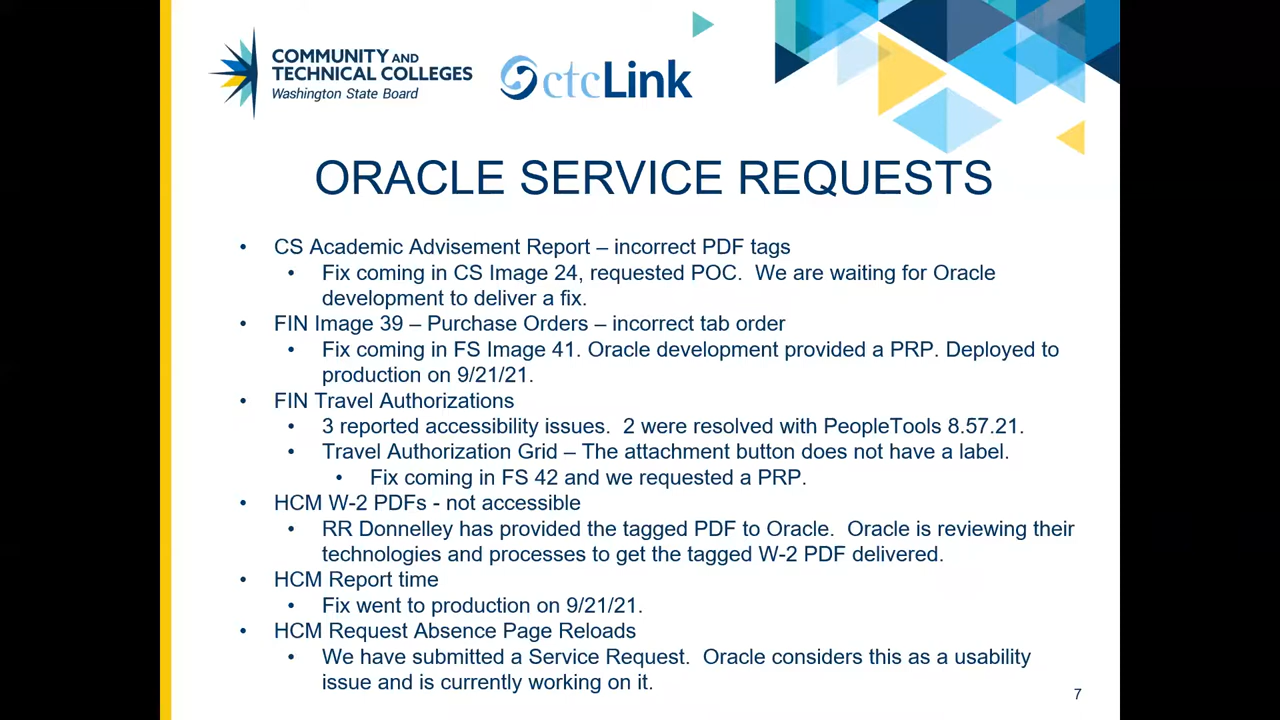 COMMUNITY AND
TECHNICAL COLLEGES
Washington State Board
ctcLink
ORACLE SERVICE REQUESTS
• CS Academic Advisement Report – incorrect PDF tags
• Fix coming in CS Image 24, requested POC. We are waiting for Oracle
development to deliver a fix.
• FIN Image 39 – Purchase Orders – incorrect tab order
• Fix coming in FS Image 41. Oracle development provided a PRP. Deployed to
production on 9/21/21.
• FIN Travel Authorizations
• 3 reported accessibility issues. 2 were resolved with PeopleTools 8.57.21.
• Travel Authorization Grid – The attachment button does not have a label.
• Fix coming in FS 42 and we requested a PRP.
• HCM W-2 PDFs - not accessible
• RR Donnelley has provided the tagged PDF to Oracle. Oracle is reviewing their
technologies and processes to get the tagged W-2 PDF delivered.
• HCM Report time
• Fix went to production on 9/21/21.
• HCM Request Absence Page Reloads
• We have submitted a Service Request. Oracle considers this as a usability
issue and is currently working on it.
7